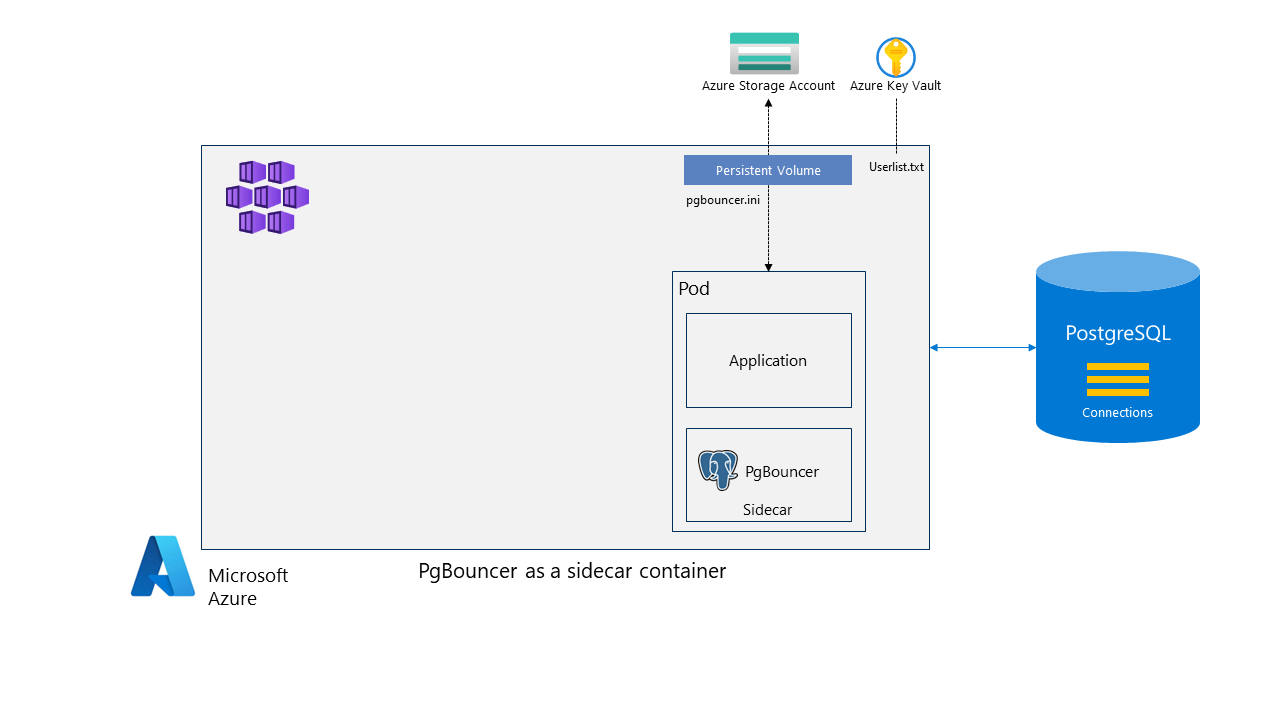 Azure Storage Account
Azure Key Vault
Persistent Volume
Userlist.txt
pgbouncer.ini
Pod
Application
PgBouncer
Sidecar
PostgreSQL
Connections
Microsoft
Azure
PgBouncer as a sidecar container